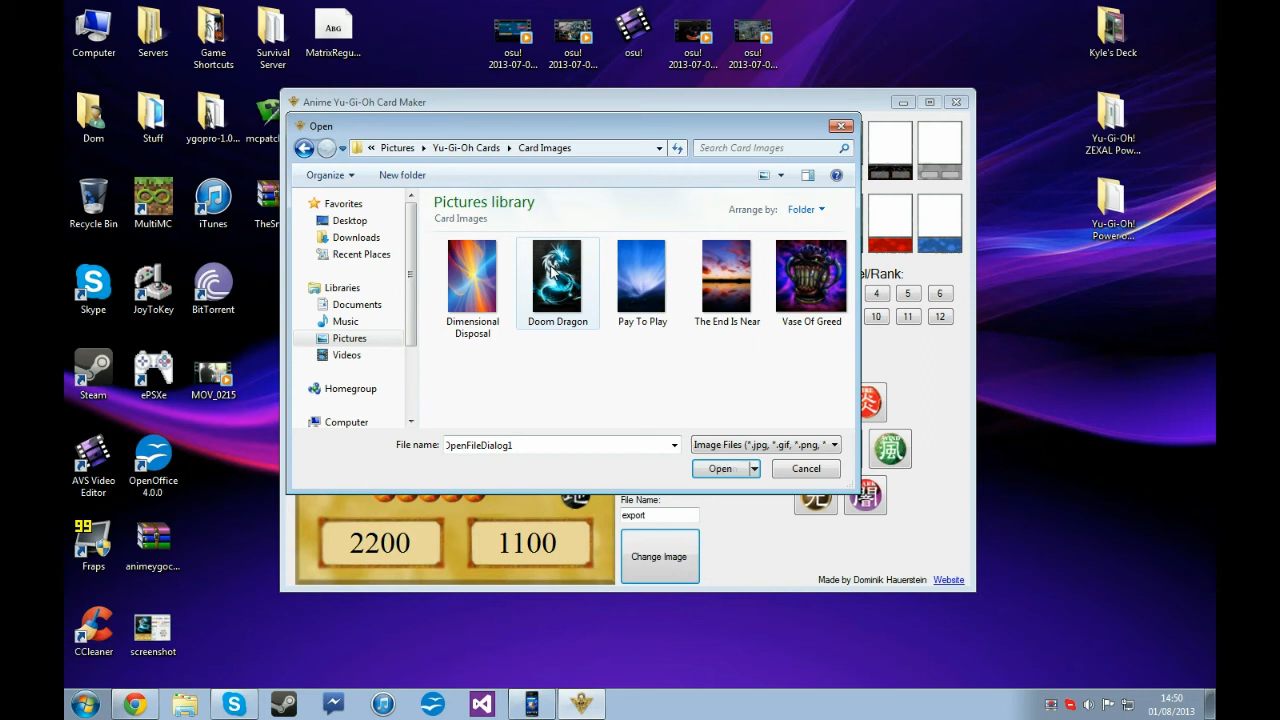 ABG
Computer
Servers
Game
Shortcuts
Survival
Server
MatrixRegu...
osu!
2013-07-0...
osu!
2013-07-0...
osu!
osu!
2013-07-0...
osu!
2013-07-0...
Kyle's Deck
Dom
Stuff
ygopro-1.0...
mcpatch
Yu-Gi-Oh!
ZEXAL Pow...
Recycle Bin
MultiMC
iTunes
Yu-Gi-Oh!
Power o...
Skype
JoyToKey
BitTorrent
Steam
ePSXe
MOV_0215
AVS Video
Editor
OpenOffice
4.0.0
99
Fraps
animeygoc...
CCleaner
screenshot
Anime Yu-Gi-Oh Card Maker
Open
« Pictures Yu-Gi-Oh Cards Card Images
Search Card Images
Organize
New folder
Favorites
Desktop
Downloads
Recent Places
Libraries
Documents
Music
Pictures
Videos
Homegroup
Computer
Pictures library
Card Images
Arrange by: Folder
Dimensional
Disposal
Doom Dragon
Pay To Play
The End Is Near
Vase Of Greed
File name:
OpenFileDialog1
Image Files (*.jpg, *.gif, *.png, *
Open
Cancel
el/Rank:
4 5 6
10 11 12
風
WIND
光
闇
地
2200
1100
File Name:
export
Change Image
Made by Dominik Hauerstein Website
14:50
01/08/2013